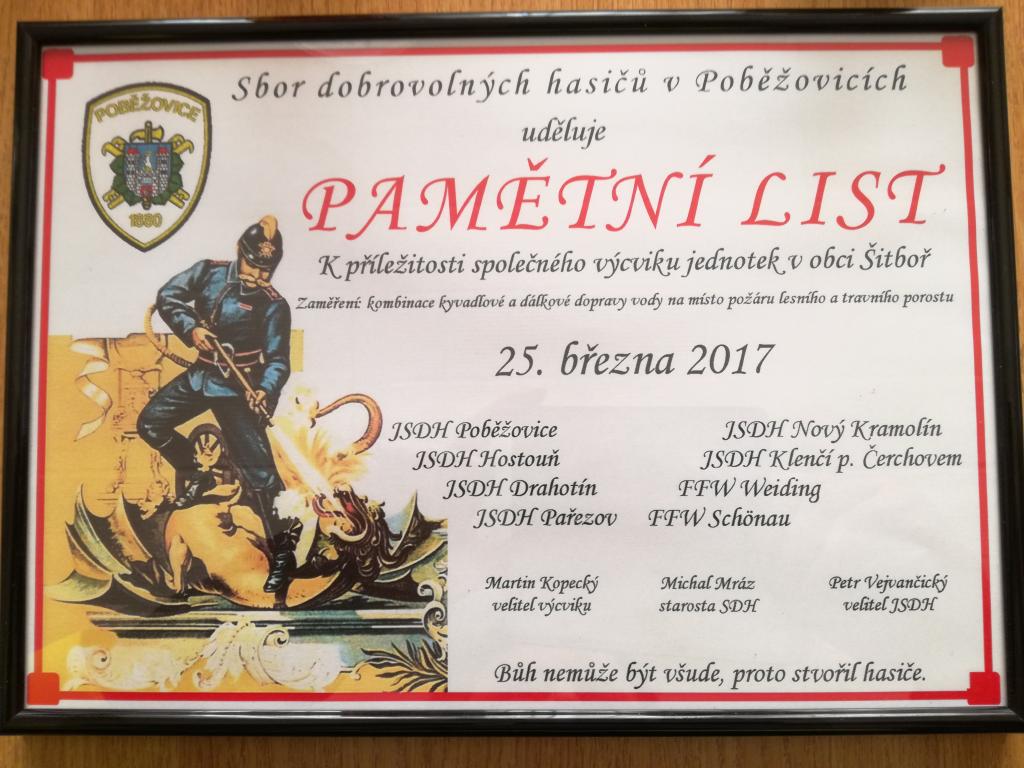 POBĚŽOVICE
1880
Sbor dobrovolných hasičů v Poběžovicích
uděluje
PAMĚTNÍ LIST
K příležitosti společného výcviku jednotek v obci Šitboř
Zaměření: kombinace kyvadlové a dálkové dopravy vody na místo požáru lesního a travního porostu
25. března 2017
JSDH Poběžovice JSDH Nový Kramolín
JSDH Hostouň JSDH Klenčí p. Čerchovem
JSDH Drahotín FFW Weiding
JSDH Pařezov FFW Schönau
Martin Kopecký Michal Mráz Petr Vejvančický
velitel výcviku starosta SDH velitel JSDH
Bůh nemůže být všude, proto stvořil hasiče.